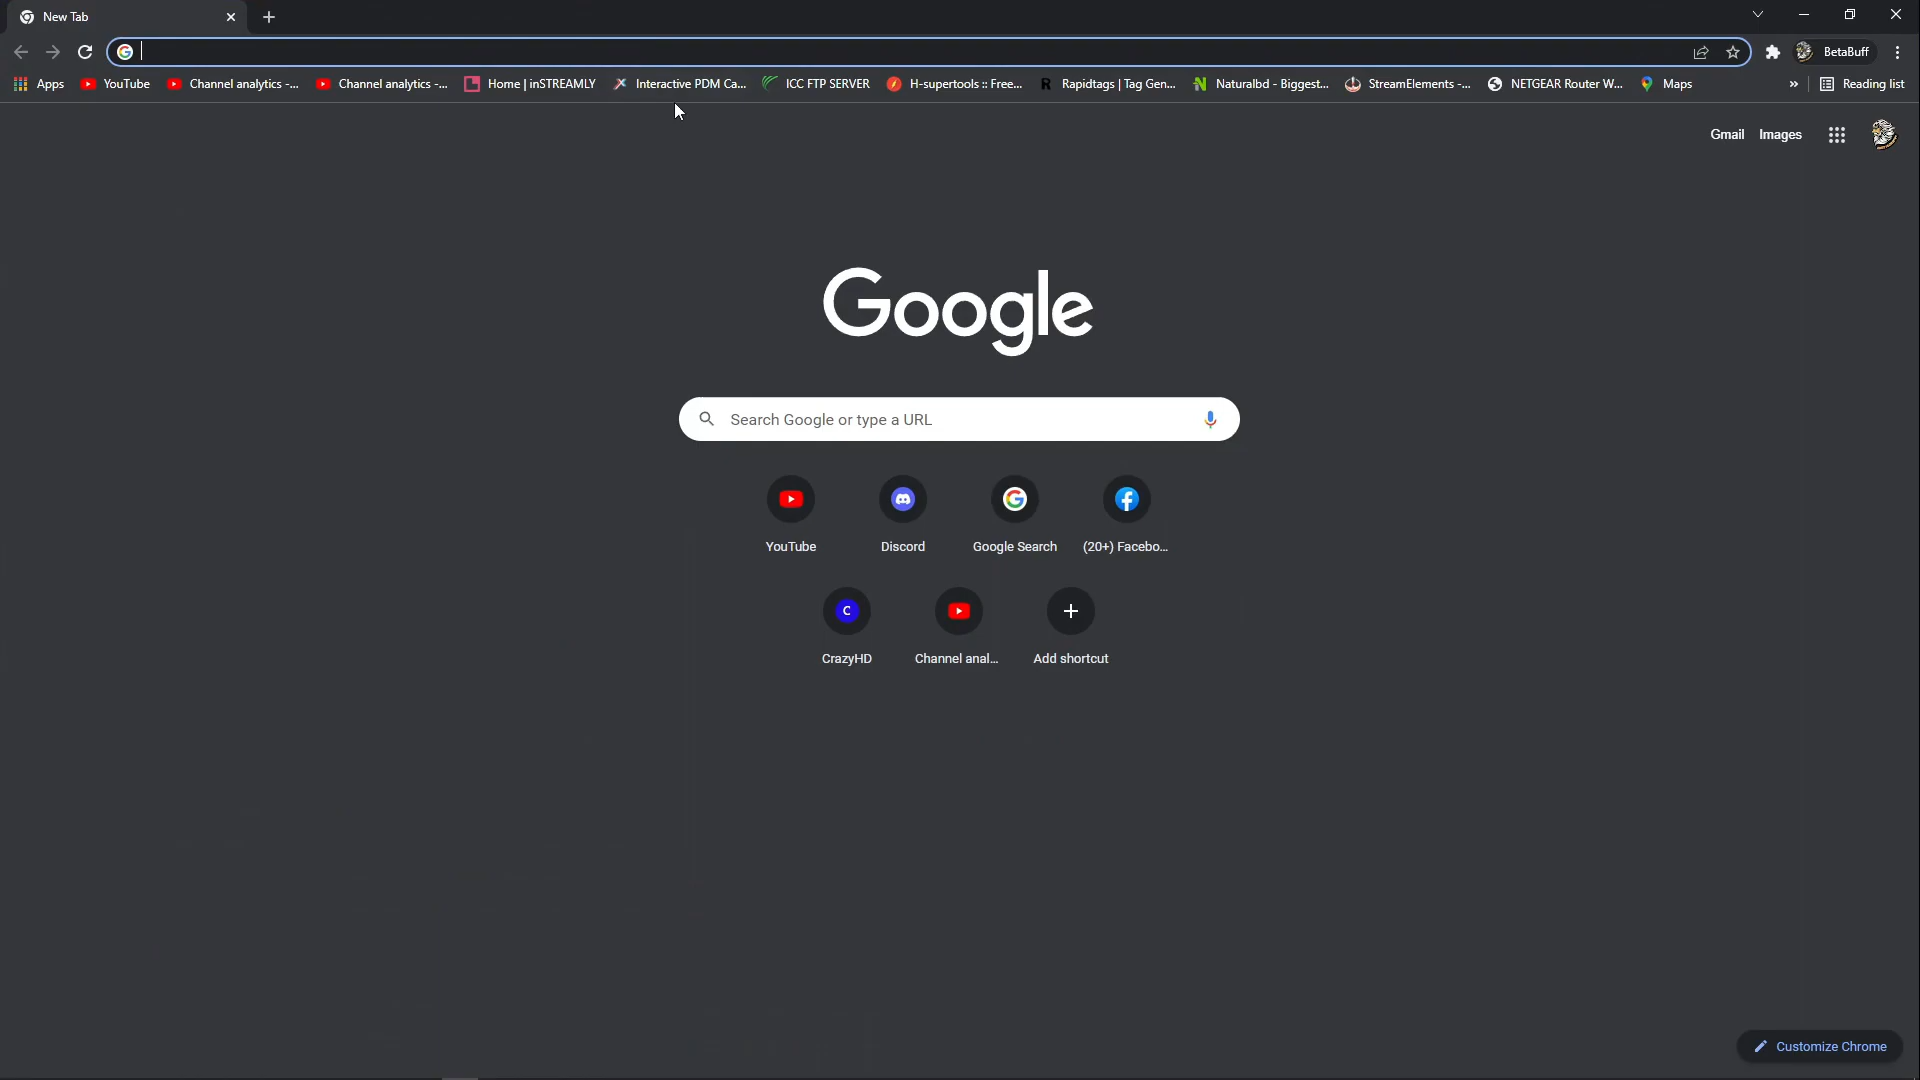 New Tab
BetaBuff
Apps YouTube Channel analytics -... Channel analytics -... Home | inSTREAMLY Interactive PDM Ca... ICC FTP SERVER H-supertools :: Free... R Rapidtags | Tag Gen... Naturalbd - Biggest... StreamElements -... NETGEAR Router W... Maps » Reading list
Gmail Images
Google
Search Google or type a URL
YouTube Discord Google Search (20+) Facebo...
C
CrazyHD Channel anal... Add shortcut
Customize Chrome